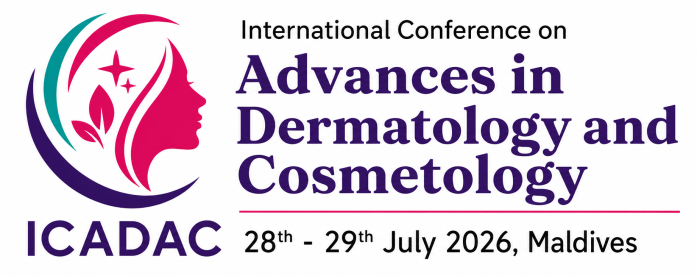 International Conference on
Advances in
Dermatology and
Cosmetology
ICADAC
28th - 29th July 2026, Maldives